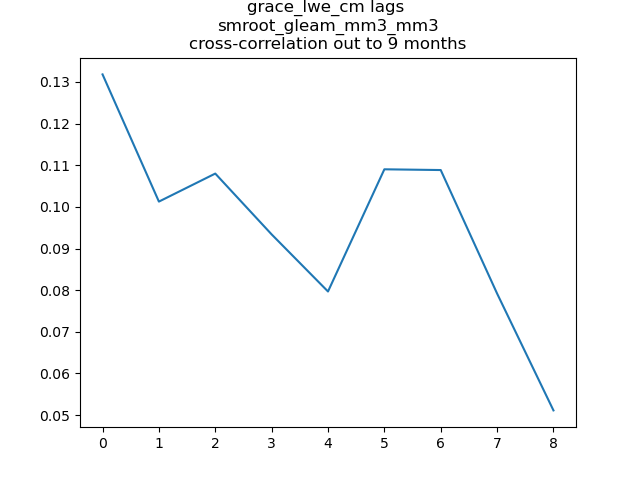 grace_lwe_cm lags
smroot_gleam_mm3_mm3
cross-correlation out to 9 months
0.13
0.12
0.11
0.10
0.09
0.08
0.07
0.06
0.05
0 1 2 3 4 5 6 7 8